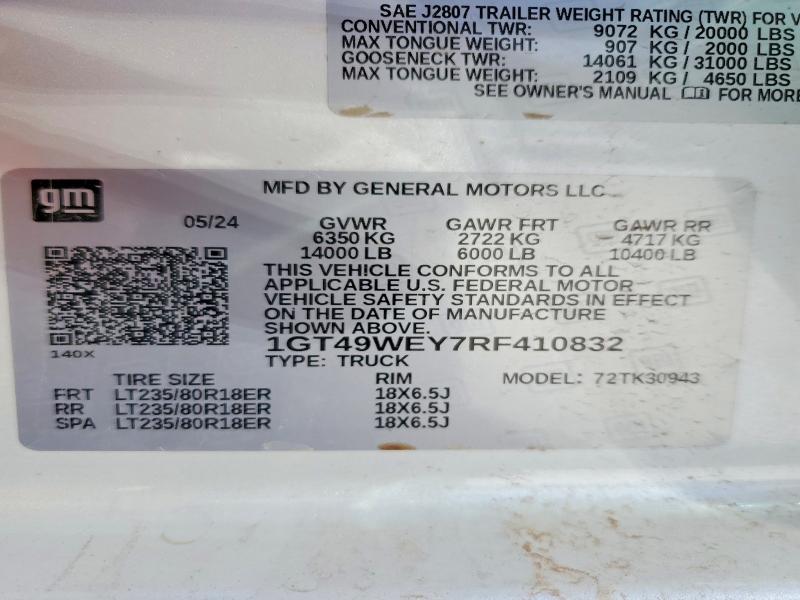 SAE J2807 TRAILER WEIGHT RATING (TWR) FOR V
CONVENTIONAL TWR: 9072 KG / 20000 LBS
MAX TONGUE WEIGHT: 907 KG / 2000 LBS
GOOSENECK TWR: 14061 KG / 31000 LBS
MAX TONGUE WEIGHT: 2109 KG / 4650 LBS
SEE OWNER'S MANUAL FOR MORE
gm
MFD BY GENERAL MOTORS LLC
05/24 GVWR GAWR FRT GAWR RR
6350 KG 2722 KG 4717 KG
14000 LB 6000 LB 10400 LB
THIS VEHICLE CONFORMS TO ALL
APPLICABLE U.S. FEDERAL MOTOR
VEHICLE SAFETY STANDARDS IN EFFECT
ON THE DATE OF MANUFACTURE
SHOWN ABOVE.
1GT49WEY7RF410832
140X
TYPE: TRUCK
TIRE SIZE RIM MODEL: 72TK30943
FRT LT235/80R18ER 18X6.5J
RR LT235/80R18ER 18X6.5J
SPA LT235/80R18ER 18X6.5J